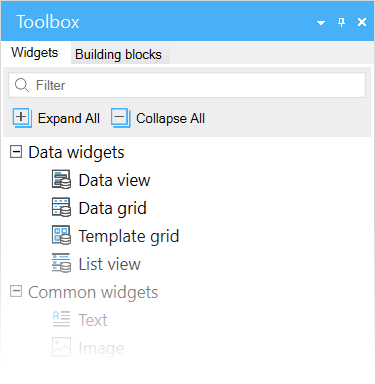 Toolbox
Widgets Building blocks
Filter
Expand All Collapse All
Data widgets
Data view
Data grid
Template grid
List view
Common widgets
Text
Image